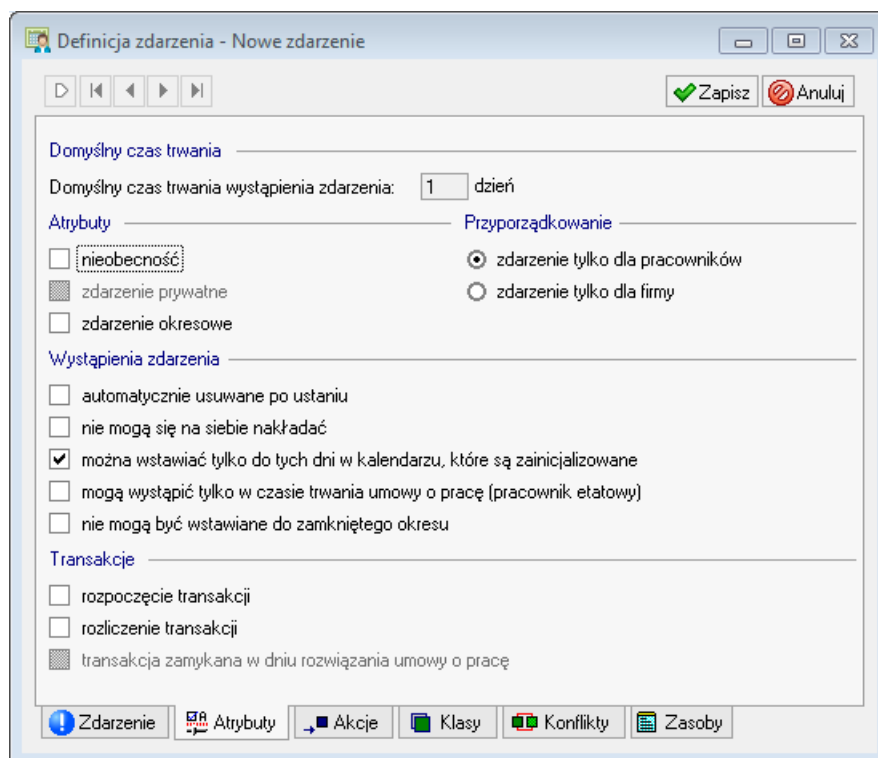 Definicja zdarzenia - Nowe zdarzenie
Zapisz Anuluj
Domyślny czas trwania
Domyślny czas trwania wystąpienia zdarzenia: 1 dzień
Atrybuty Przyporządkowanie
nieobecność zdarzenie tylko dla pracowników
zdarzenie prywatne zdarzenie tylko dla firmy
zdarzenie okresowe
Wystąpienia zdarzenia
automatycznie usuwane po ustaniu
nie mogą się na siebie nakładać
można wstawiać tylko do tych dni w kalendarzu, które są zainicjalizowane
mogą wystąpić tylko w czasie trwania umowy o pracę (pracownik etatowy)
nie mogą być wstawiane do zamkniętego okresu
Transakcje
rozpoczęcie transakcji
rozliczenie transakcji
transakcja zamykana w dniu rozwiązania umowy o pracę
Zdarzenie Atrybuty Akcje Klasy Konflikty Zasoby